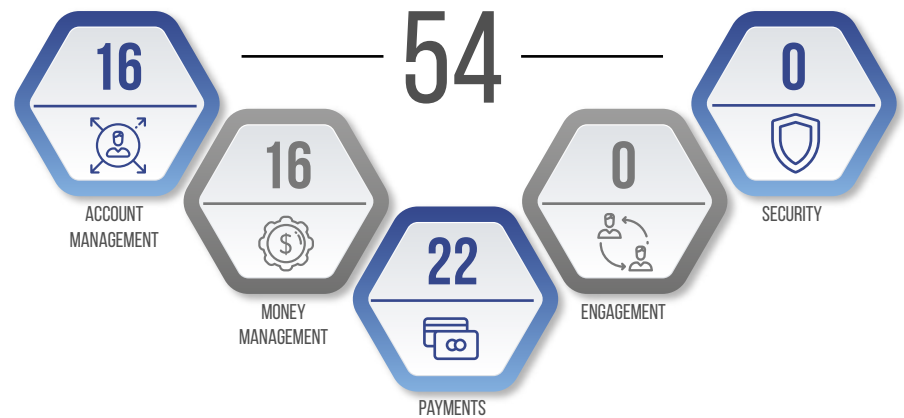 54
16
ACCOUNT
MANAGEMENT
16
$
MONEY
MANAGEMENT
22
PAYMENTS
0
ENGAGEMENT
0
SECURITY